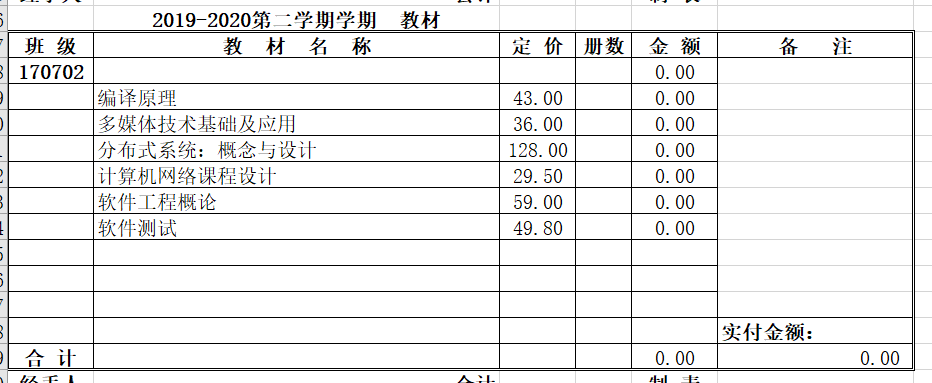 2019-2020第二学期学期 教材
班 级 教 材 名 称 定 价 册数 金 额 备 注
170702 0.00
编译原理 43.00 0.00
多媒体技术基础及应用 36.00 0.00
分布式系统：概念与设计 128.00 0.00
计算机网络课程设计 29.50 0.00
软件工程概论 59.00 0.00
软件测试 49.80 0.00
实付金额：
合 计 0.00 0.00